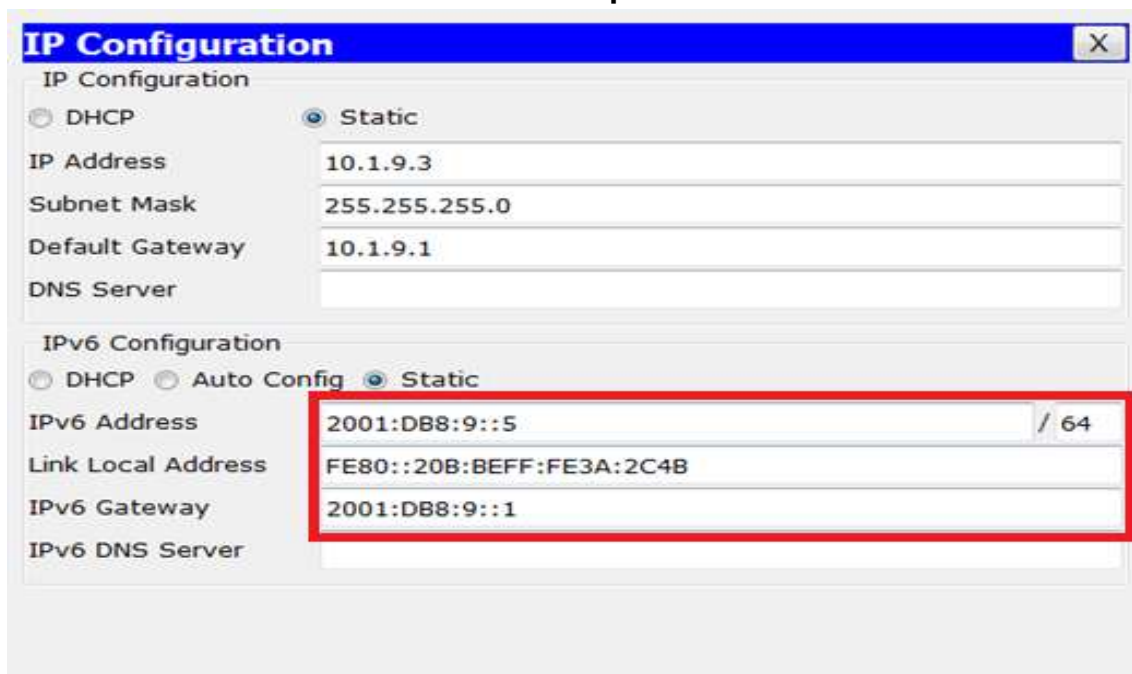 IP Configuration X
IP Configuration
DHCP Static
IP Address 10.1.9.3
Subnet Mask 255.255.255.0
Default Gateway 10.1.9.1
DNS Server
IPv6 Configuration
DHCP Auto Config Static
IPv6 Address 2001:DB8:9::5 / 64
Link Local Address FE80::20B:BEFF:FE3A:2C4B
IPv6 Gateway 2001:DB8:9::1
IPv6 DNS Server